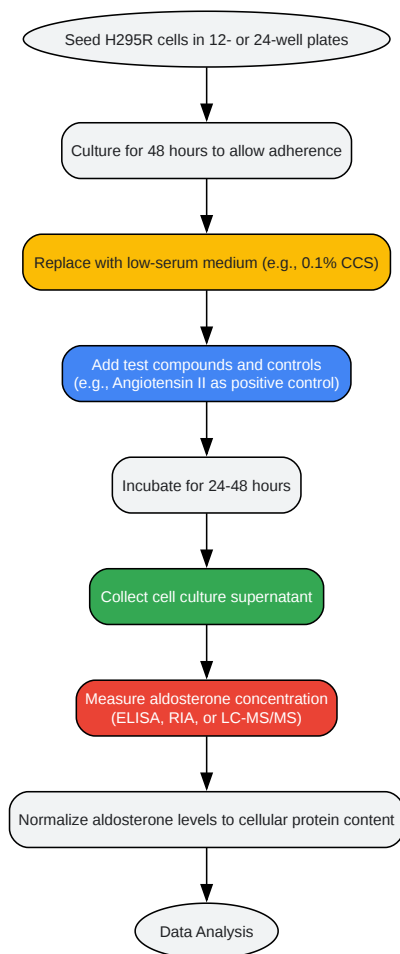 Seed H295R cells in 12- or 24-well plates
Culture for 48 hours to allow adherence
Replace with low-serum medium (e.g., 0.1% CCS)
Add test compounds and controls
(e.g., Angiotensin II as positive control)
Incubate for 24-48 hours
Collect cell culture supernatant
Measure aldosterone concentration
(ELISA, RIA, or LC-MS/MS)
Normalize aldosterone levels to cellular protein content
Data Analysis